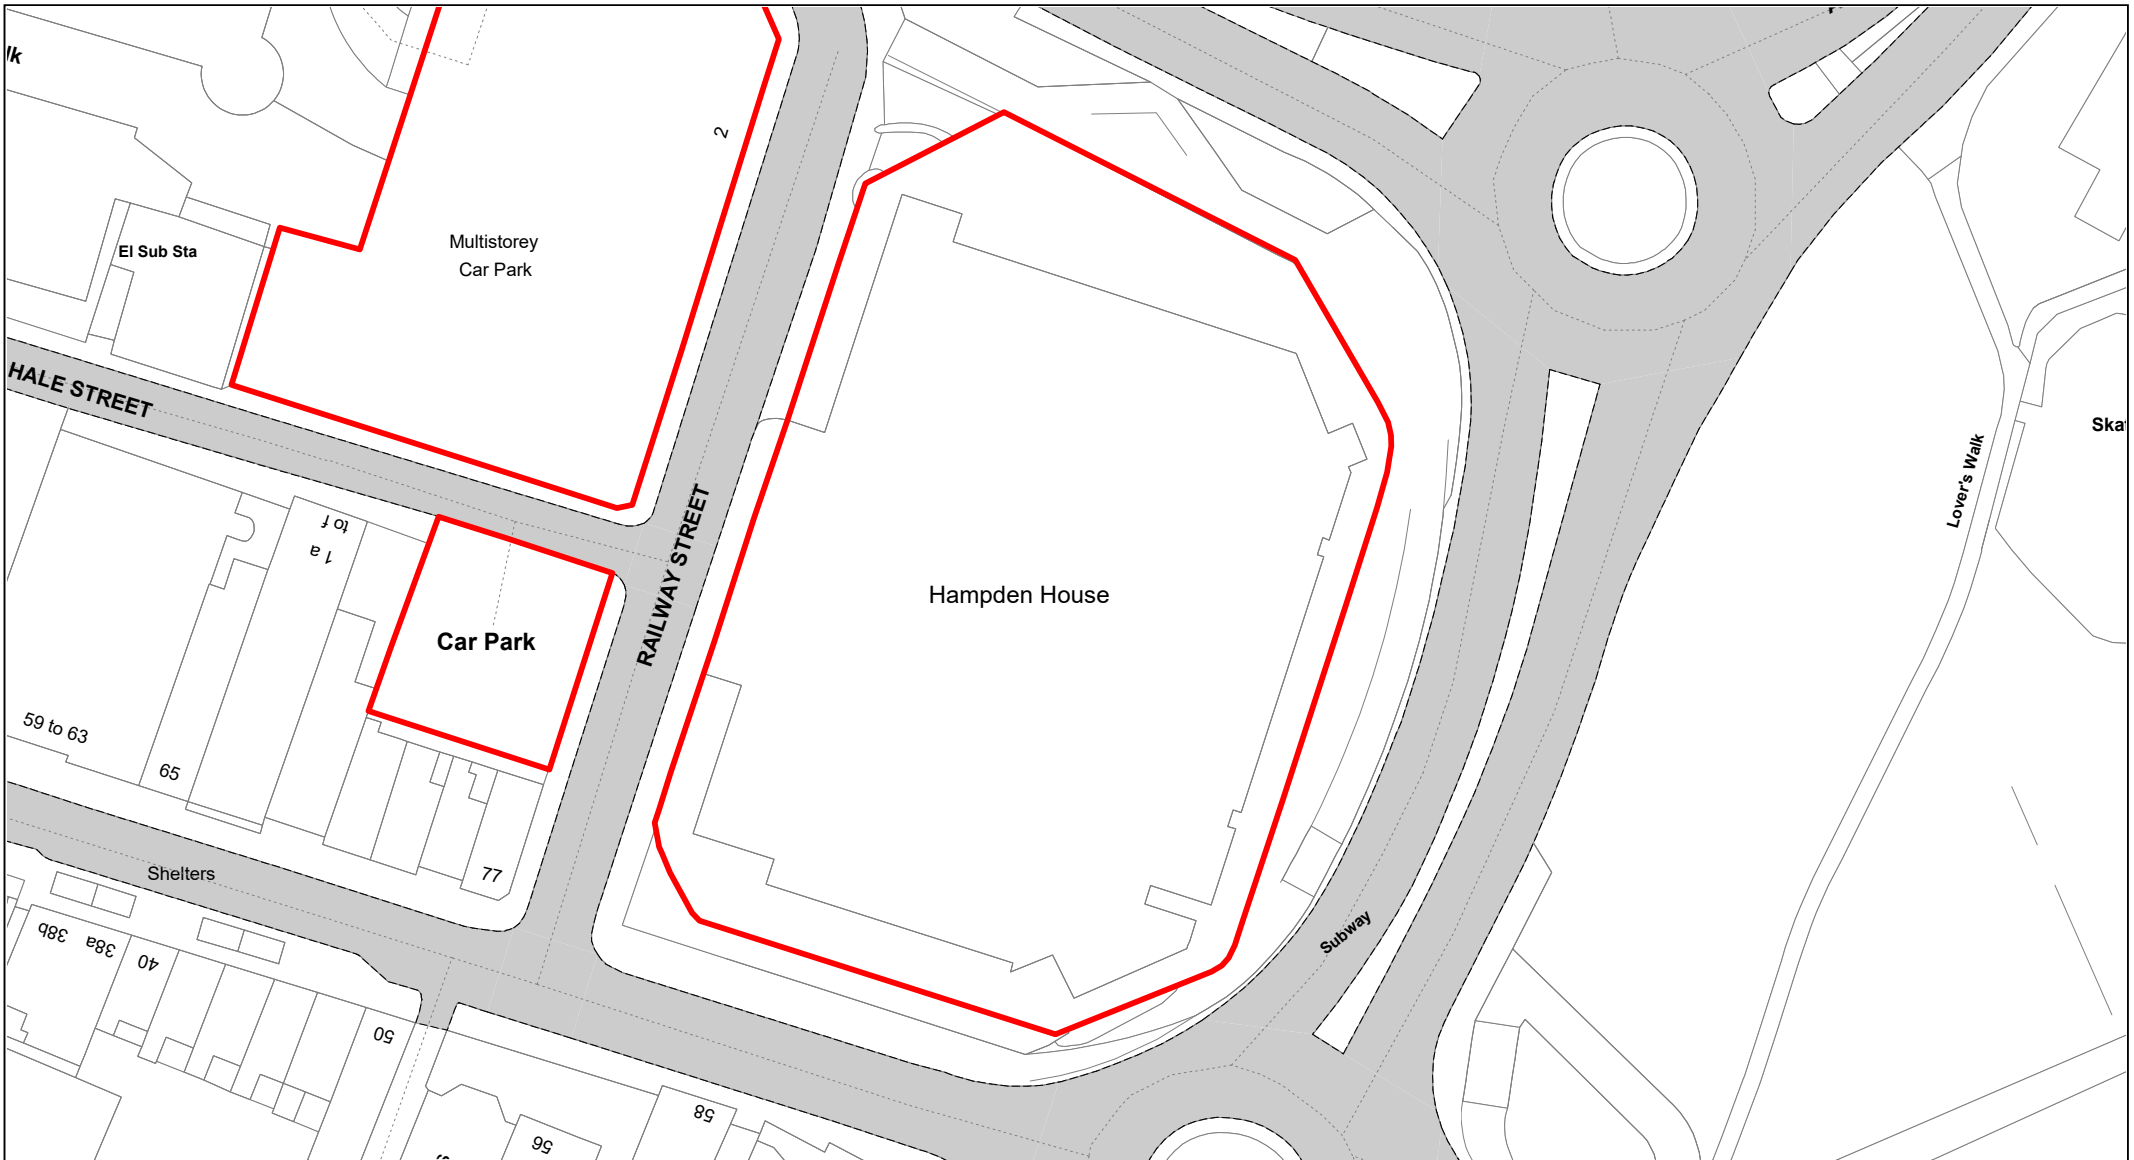 lk
2
Multistorey
Car Park
El Sub Sta
HALE STREET
1 a
to f
Car Park
RAILWAY STREET
Hampden House
Lover's Walk
59 to 63
65
77
Shelters
Subway
38b
38a
40
50
58
56